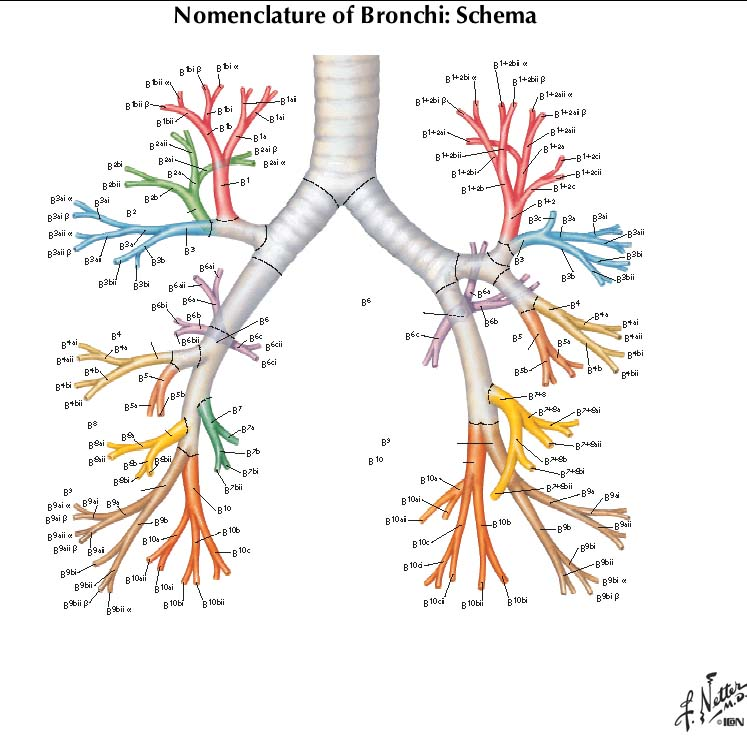 Nomenclature of Bronchi: Schema
B1bi β
B1bi α
B1bii α
B1bii β
B1bi
B1aii
B1bii
B1b
B1ai
B1a
B2aii
B2ai β
B2ai
B2ai α
B2bi
B2a
B2bii
B2b
B1
B3ai α
B3ai
B3ai β
B2
B3aii α
B3a
B3
B3aii β
B3aii
B3b
B3bii
B3bi
B1+2bii α
B1+2bi α
B1+2bii β
B1+2aii α
B1+2bi β
B1+2aii β
B1+2ai
B1+2aii
B1+2a
B1+2bii
B1+2ci
B1+2bi
B1+2cii
B1+2b
B1+2c
B1+2
B3c
B3a
B3ai
B3aii
B3
B3bi
B3b
B3bii
B6ai
B6aii
B6a
B6bi
B6b
B6
B6bii
B6c
B6cii
B6ci
B6
B6a
B6b
B6c
B4ai
B4
B4a
B4aii
B4b
B5
B4bi
B4bii
B5a
B5b
B4
B4a
B4ai
B5
B4aii
B5a
B4bi
B5b
B4b
B4bii
B8
B8a
B8ai
B8aii
B8b
B8bii
B8bi
B7
B7a
B7b
B7bi
B7bii
B7+8
B7+8a
B7+8ai
B7+8aii
B7+8b
B7+8bi
B7+8bii
B9
B10
B9
B9ai
B9a
B9ai β
B9aii α
B9aii β
B9aii
B9b
B9bi
B9bii
B9bii β
B9bii α
B10
B10a
B10b
B10c
B10aii
B10ai
B10bi
B10bii
B10a
B10ai
B10aii
B10b
B10c
B10ci
B10cii
B10bii
B10bi
B9a
B9ai
B9b
B9aii
B9bi
B9bii
B9bi α
B9bi β
F. Netter
M.D.
© ICON